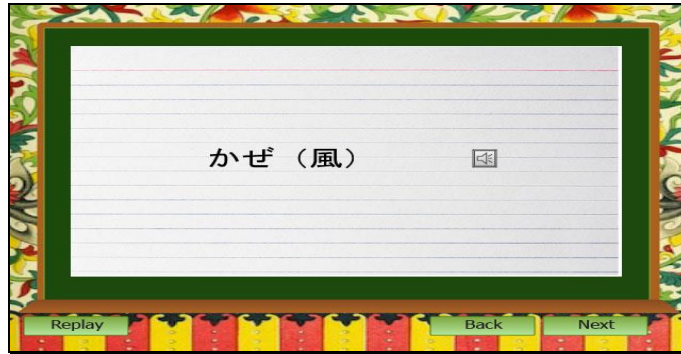 かぜ（風）
Replay
Back
Next